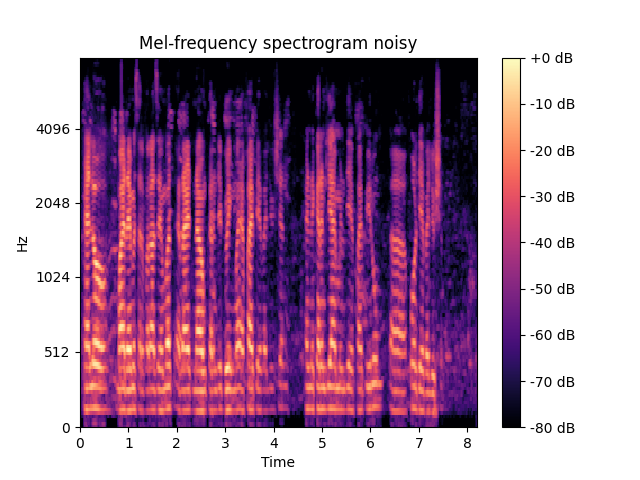 Mel-frequency spectrogram noisy
+0 dB
-10 dB
-20 dB
-30 dB
-40 dB
-50 dB
-60 dB
-70 dB
-80 dB
4096
2048
1024
512
0
Hz
0 1 2 3 4 5 6 7 8
Time